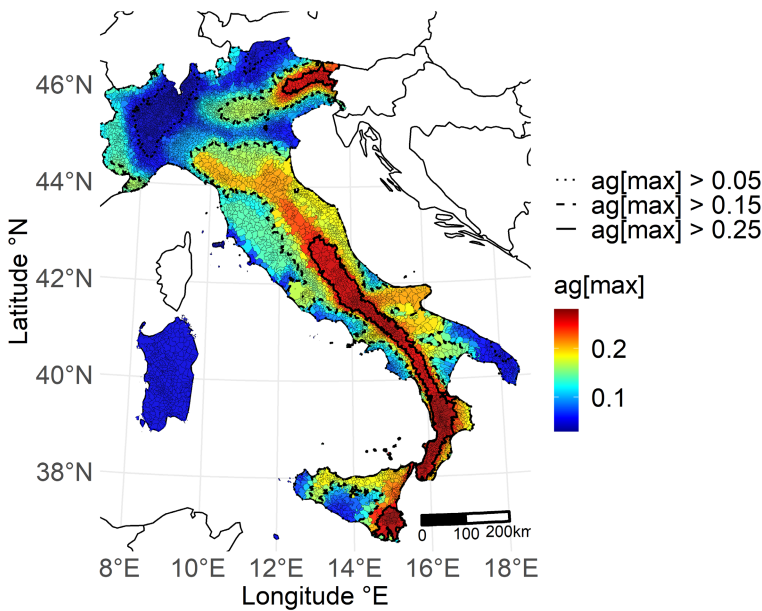 46°N
44°N
42°N
40°N
38°N
Latitude °N
8°E 10°E 12°E 14°E 16°E 18°E
Longitude °E
0 100 200km
ag[max] > 0.05
ag[max] > 0.15
ag[max] > 0.25
ag[max]
0.2
0.1